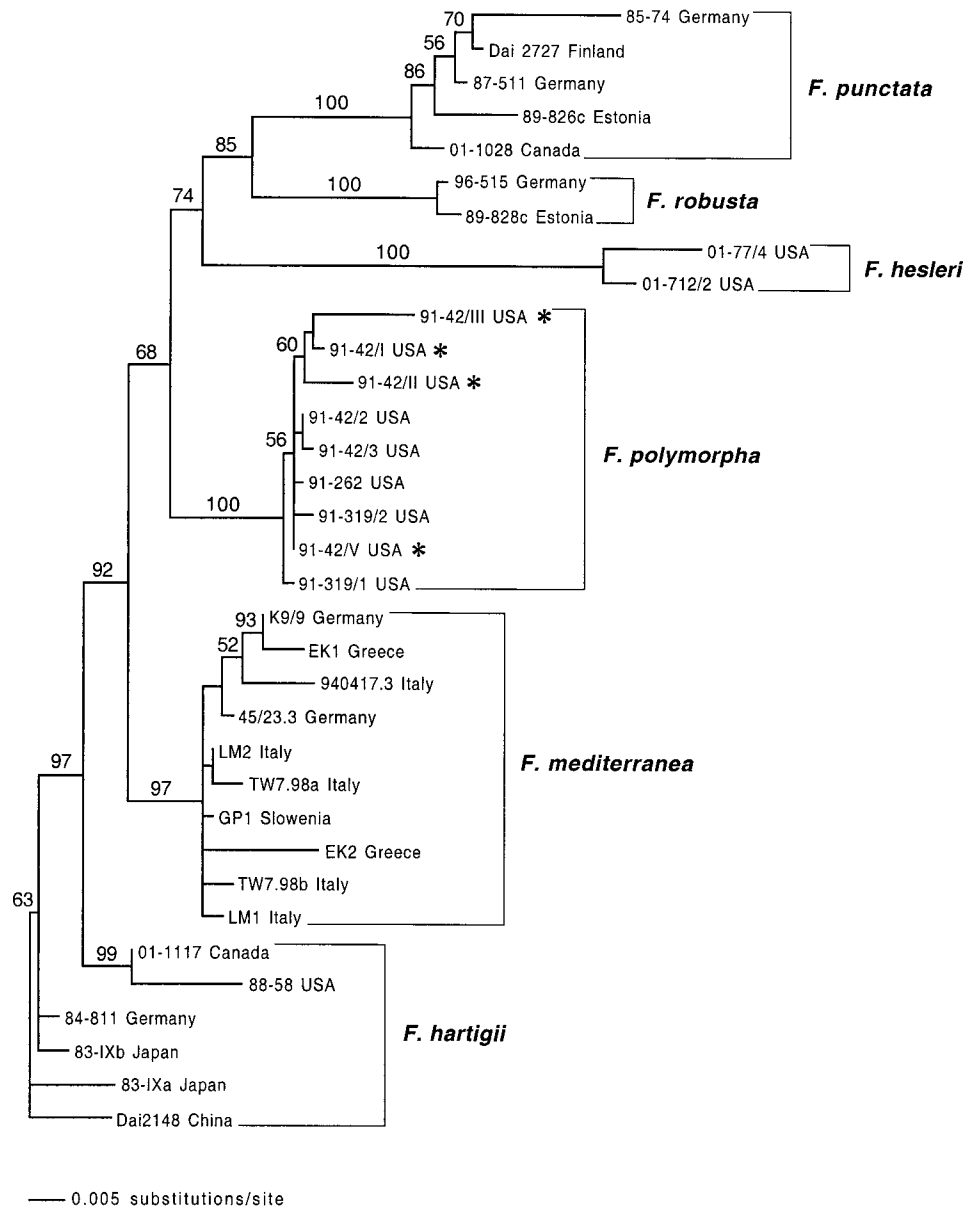 70
85-74 Germany
56
Dai 2727 Finland
86
87-511 Germany
F. punctata
100
89-826c Estonia
85
01-1028 Canada
100
96-515 Germany
74
89-828c Estonia
F. robusta
100
01-77/4 USA
F. hesleri
01-712/2 USA
91-42/III USA *
60
91-42/I USA *
68
91-42/II USA *
91-42/2 USA
56
91-42/3 USA
F. polymorpha
91-262 USA
100
91-319/2 USA
91-42/V USA *
92
91-319/1 USA
93
K9/9 Germany
52
EK1 Greece
940417.3 Italy
45/23.3 Germany
LM2 Italy
97
F. mediterranea
97
TW7.98a Italy
GP1 Slowenia
EK2 Greece
TW7.98b Italy
63
LM1 Italy
99
01-1117 Canada
88-58 USA
84-811 Germany
F. hartigii
83-IXb Japan
83-IXa Japan
Dai2148 China
0.005 substitutions/site